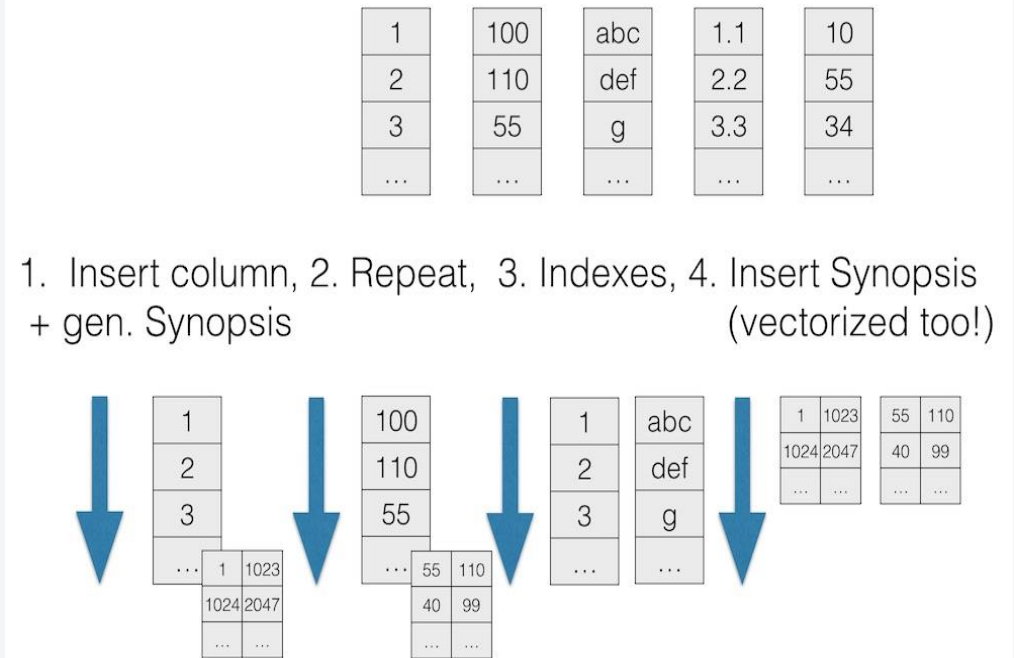 1 100 abc 1.1 10
2 110 def 2.2 55
3 55 g 3.3 34
... ... ... ... ...
1. Insert column, 2. Repeat, 3. Indexes, 4. Insert Synopsis
+ gen. Synopsis (vectorized too!)
1 100 1 abc 1 1023 55 110
2 110 2 def 1024 2047 40 99
3 55 3 g ... ... ... ...
... ... ... ...
1 1023 55 110
1024 2047 40 99
... ... ... ...